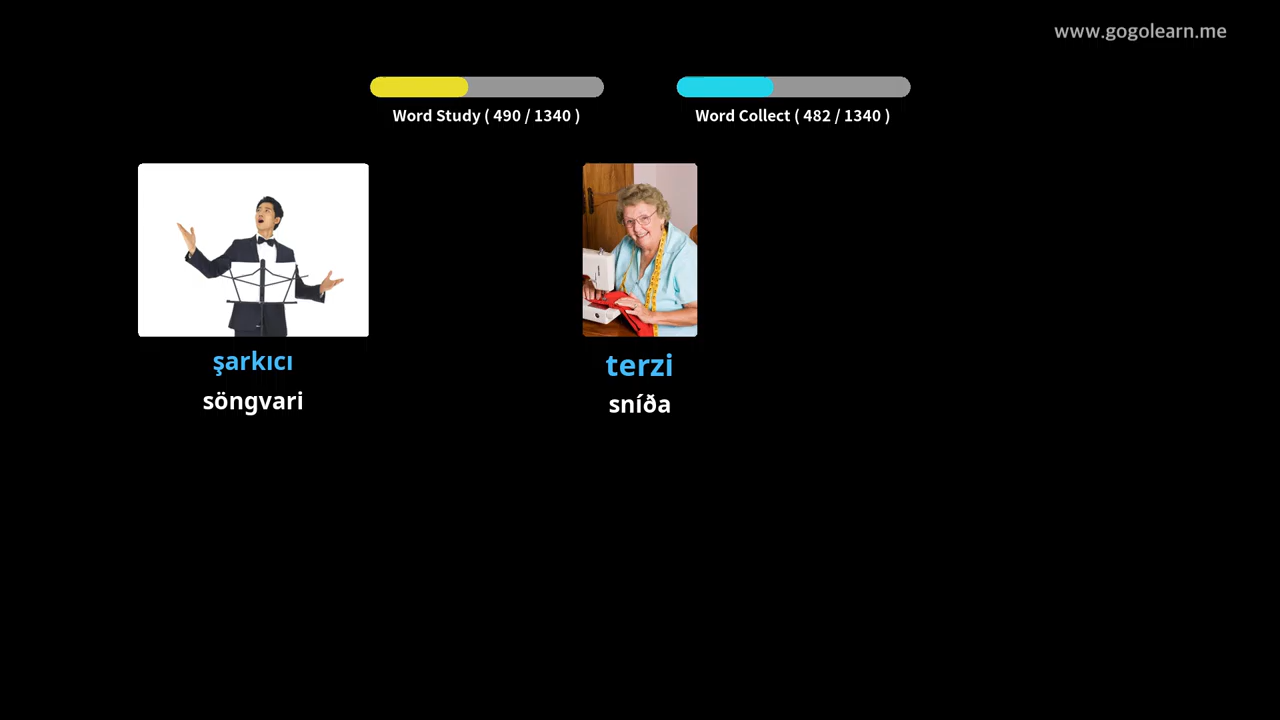 www.gogolearn.me
Word Study ( 490 / 1340 )
Word Collect ( 482 / 1340 )
şarkıcı
söngvari
terzi
sníða